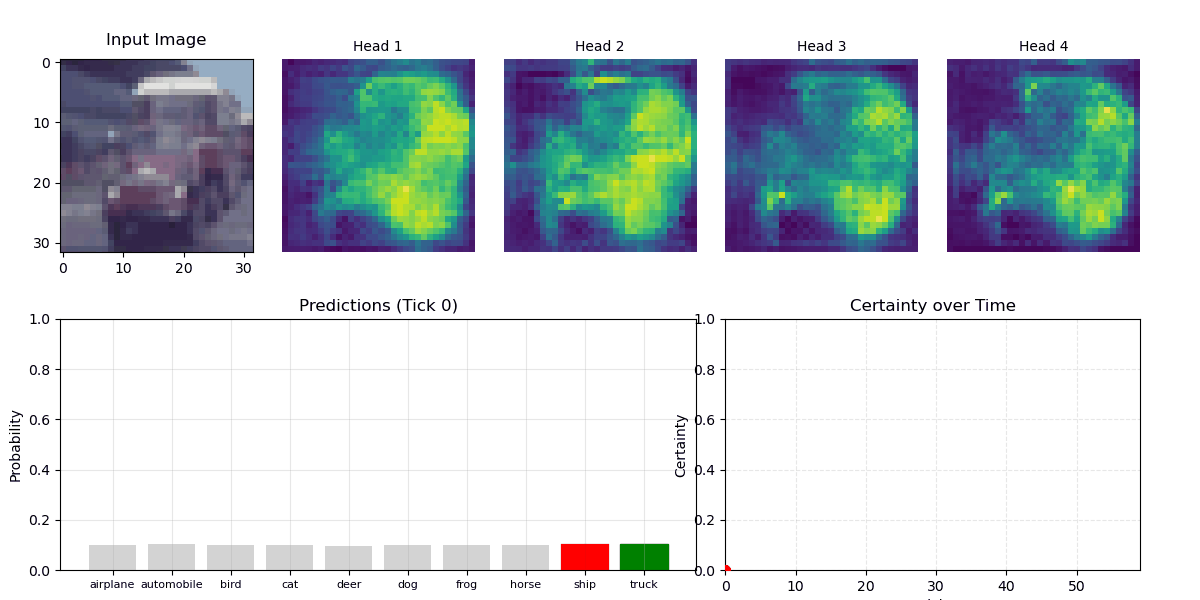 Input Image
Head 1
Head 2
Head 3
Head 4
0
10
20
30
0
10
20
30
Predictions (Tick 0)
Certainty over Time
1.0
0.8
0.6
0.4
0.2
0.0
Probability
airplane
automobile
bird
cat
deer
dog
frog
horse
ship
truck
1.0
0.8
0.6
0.4
0.2
0.0
Certainty
0
10
20
30
40
50